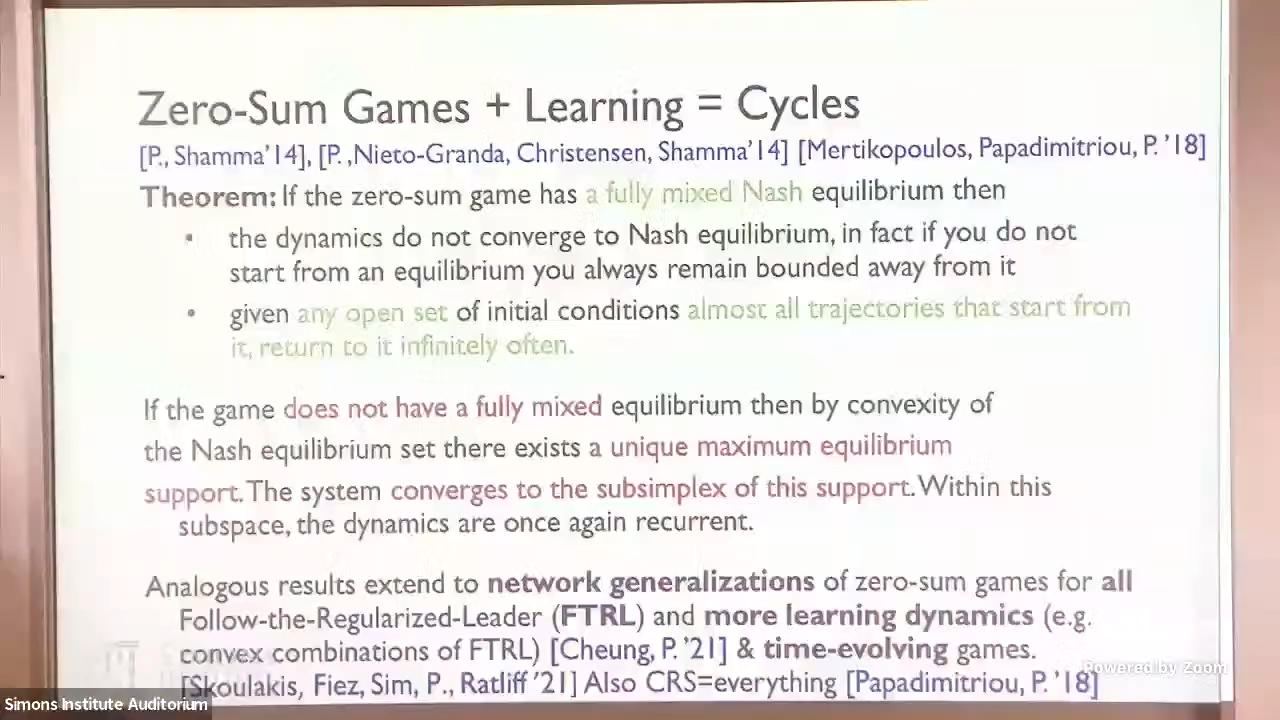 Zero-Sum Games + Learning = Cycles
[P., Shamma'14], [P. ,Nieto-Granda, Christensen, Shamma'14] [Mertikopoulos, Papadimitriou, P. '18]
Theorem: If the zero-sum game has a fully mixed Nash equilibrium then
• the dynamics do not converge to Nash equilibrium, in fact if you do not
start from an equilibrium you always remain bounded away from it
• given any open set of initial conditions almost all trajectories that start from
it, return to it infinitely often.
If the game does not have a fully mixed equilibrium then by convexity of
the Nash equilibrium set there exists a unique maximum equilibrium
support. The system converges to the subsimplex of this support. Within this
subspace, the dynamics are once again recurrent.
Analogous results extend to network generalizations of zero-sum games for all
Follow-the-Regularized-Leader (FTRL) and more learning dynamics (e.g.
convex combinations of FTRL) [Cheung, P. '21] & time-evolving games.
[Skoulakis, Fiez, Sim, P., Ratliff '21] Also CRS=everything [Papadimitriou, P. '18]
Powered by Zoom
Simons Institute Auditorium